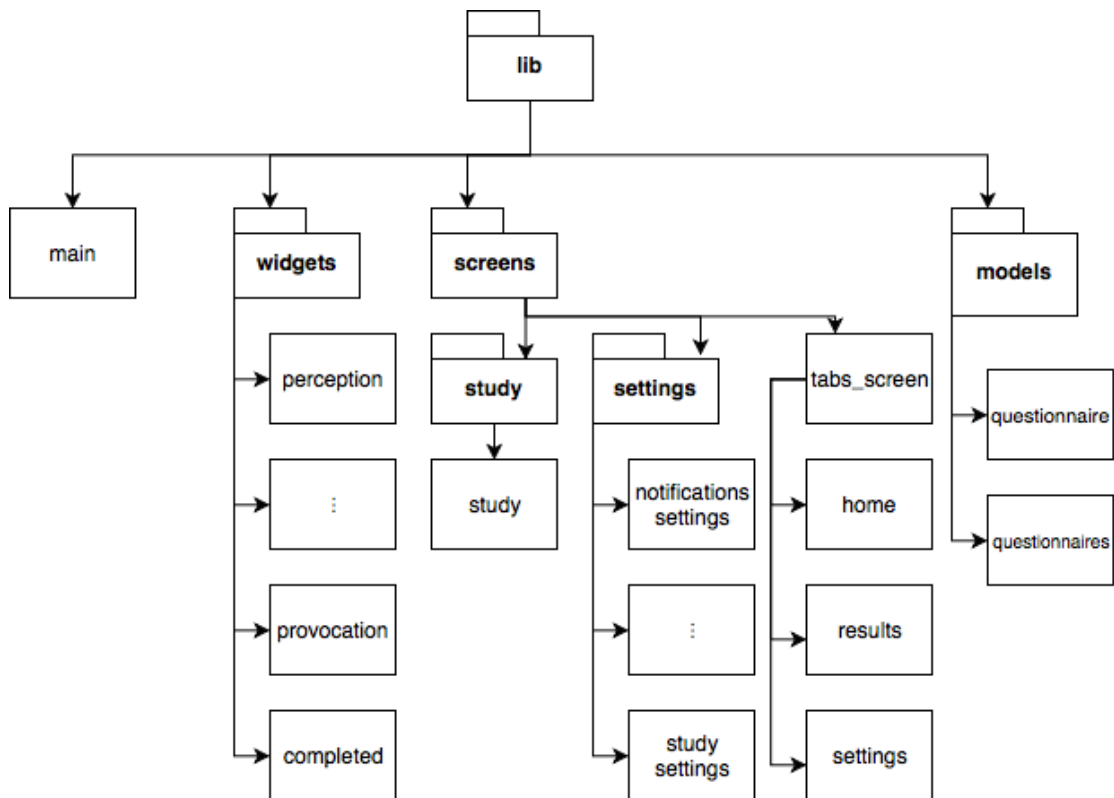 lib
main
widgets
screens
models
perception
study
settings
tabs_screen
questionnaire
⋮
study
notifications
settings
home
questionnaires
provocation
⋮
results
completed
study
settings
settings